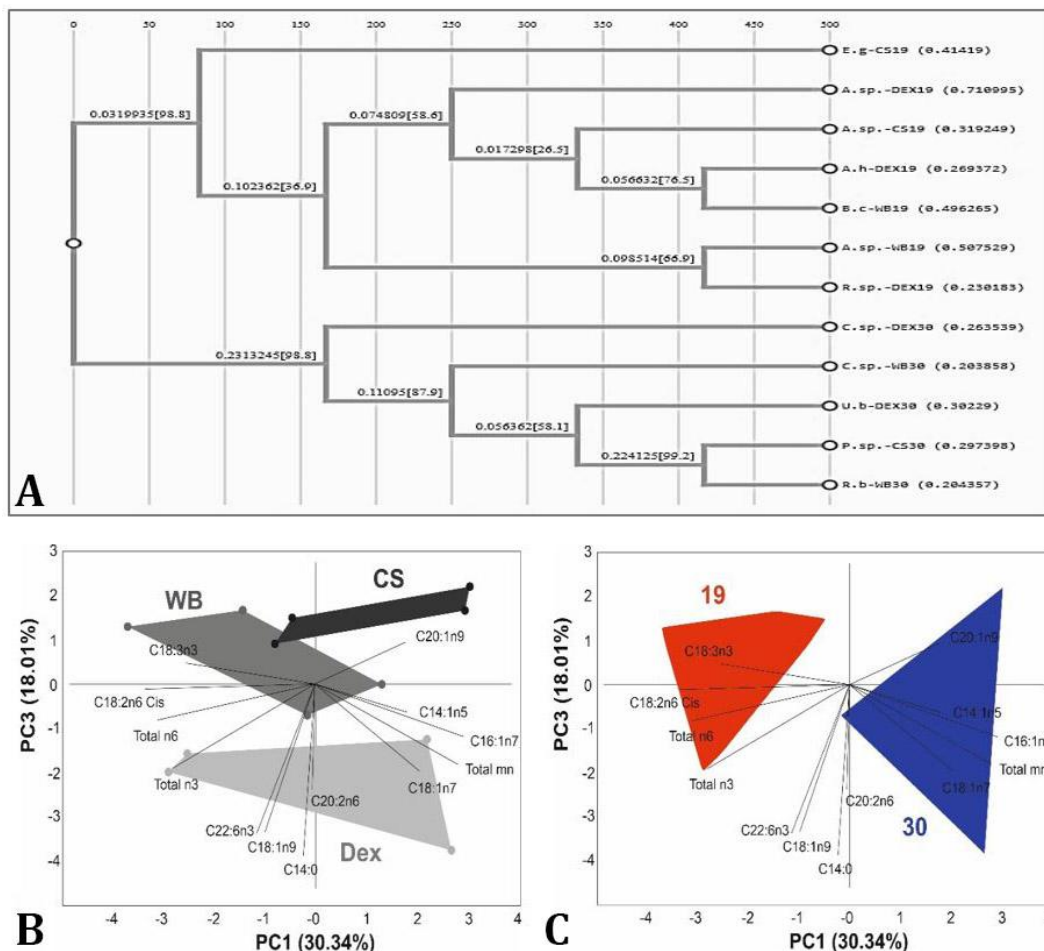 A
0 50 100 150 200 250 300 350 400 450 500
E.g-CS19 (0.41419)
0.074809[58.6]
A.sp.-DEX19 (0.710995)
0.0319935[98.8]
A.sp.-CS19 (0.319249)
0.017298[26.5]
A.h-DEX19 (0.269372)
0.102362[36.9]
0.056632[76.5]
B.c-WB19 (0.496265)
A.sp.-WB19 (0.507529)
0.098514[66.9]
R.sp.-DEX19 (0.230183)
C.sp.-DEX30 (0.263539)
0.2313245[98.8]
C.sp.-WB30 (0.203858)
0.11095[87.9]
U.b-DEX30 (0.30229)
0.056362[58.1]
P.sp.-CS30 (0.297398)
0.224125[99.2]
R.b-WB30 (0.204357)
B
PC3 (18.01%)
3
2
1
0
-1
-2
-3
-4
WB
CS
C20:1n9
C18:3n3
C18:2n6 Cis
C14:1n5
Total n6
C16:1n7
Total mn
Total n3
C18:1n7
C20:2n6
C22:6n3
C18:1n9
Dex
C14:0
-4 -3 -2 -1 -0 1 2 3 4
PC1 (30.34%)
C
PC3 (18.01%)
3
2
1
0
-1
-2
-3
-4
19
C20:1n9
C18:3n3
C18:2n6 Cis
C14:1n5
Total n6
C16:1n
Total mn
Total n3
C18:1n7
C20:2n6
C22:6n3
C18:1n9
30
C14:0
-4 -3 -2 -1 -0 1 2 3 4
PC1 (30.34%)